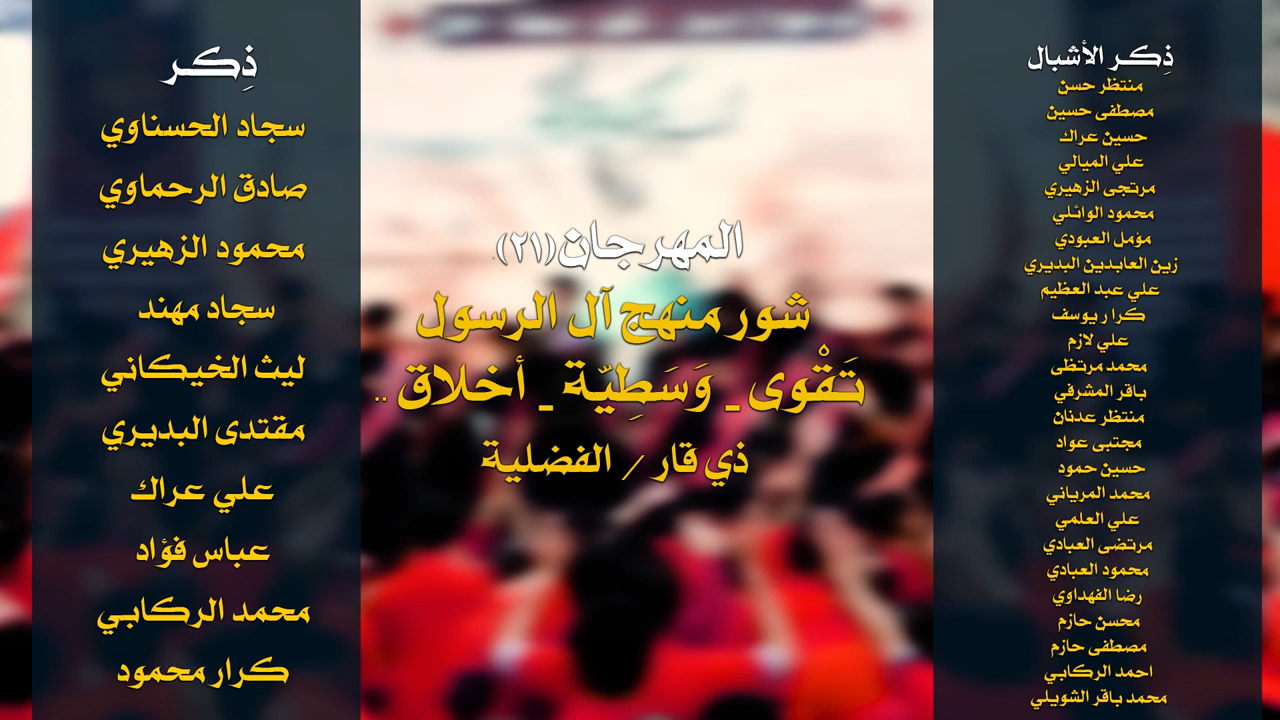 ذِكر الأشبال
منتظر حسن
مصطفى حسين
حسين عراك
علي الميالي
مرتجى الزهيري
محمود الوائلي
مؤمل العبودي
زين العابدين البديري
علي عبد العظيم
كرار يوسف
علي لازم
محمد مرتظى
باقر المشرفي
منتظر عدنان
مجتبى عواد
حسين حمود
محمد المرياني
علي العلمي
مرتضى العبادي
محمود العبادي
رضا الفهداوي
محسن حازم
مصطفى حازم
احمد الركابي
محمد باقر الشويلي
المهرجان(٢١)
شور منهج آل الرسول
تَقْوى _ وَسَطِيّة _ أخلاق ..
ذي قار / الفضلية
ذِكر
سجاد الحسناوي
صادق الرحماوي
محمود الزهيري
سجاد مهند
ليث الخيكاني
مقتدى البديري
علي عراك
عباس فؤاد
محمد الركابي
كرار محمود